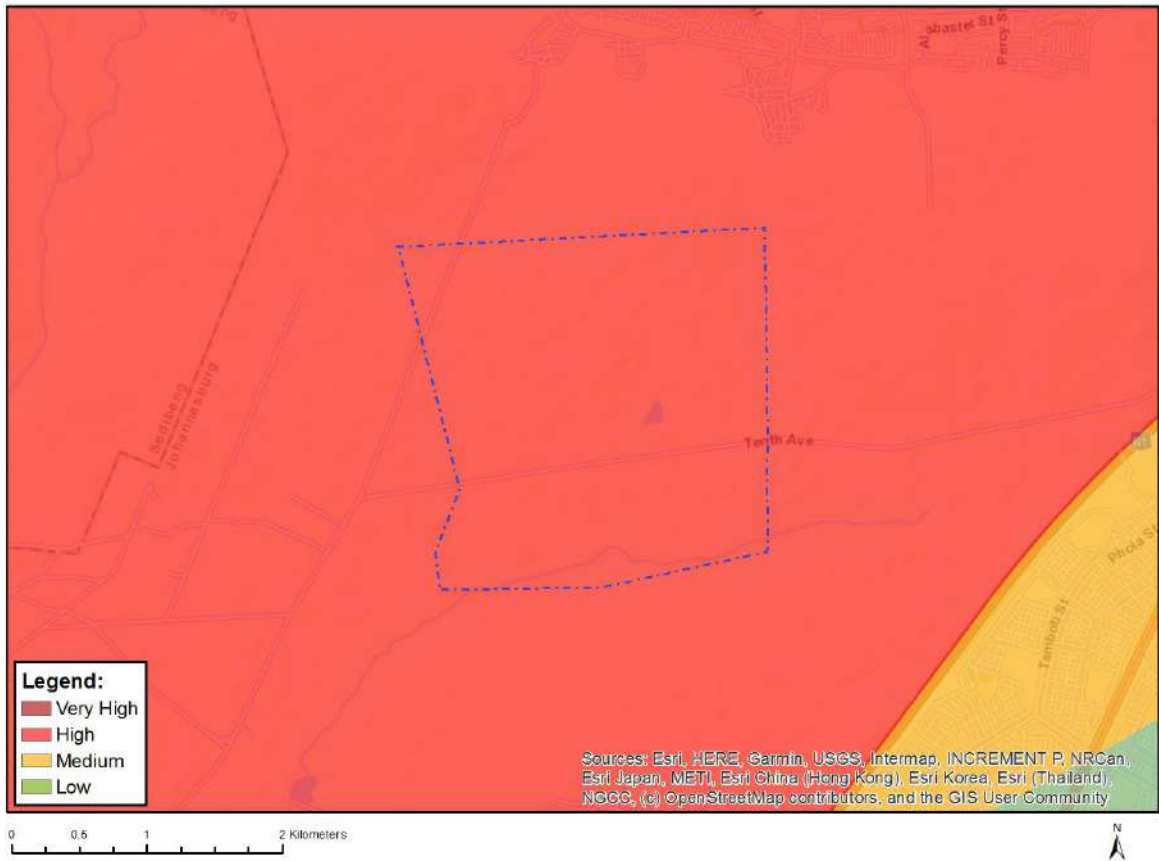 Alabaster St
Percy St
Sedibeng
Johannesburg
Tenth Ave
Phola St
Tamboti St
Legend:
Very High
High
Medium
Low
Sources: Esri, HERE, Garmin, USGS, Intermap, INCREMENT P, NRCan,
Esri Japan, METI, Esri China (Hong Kong), Esri Korea, Esri (Thailand),
NGCC, (c) OpenStreetMap contributors, and the GIS User Community
0 0.5 1 2 Kilometers
N